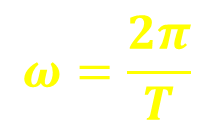 ω = 2π / T